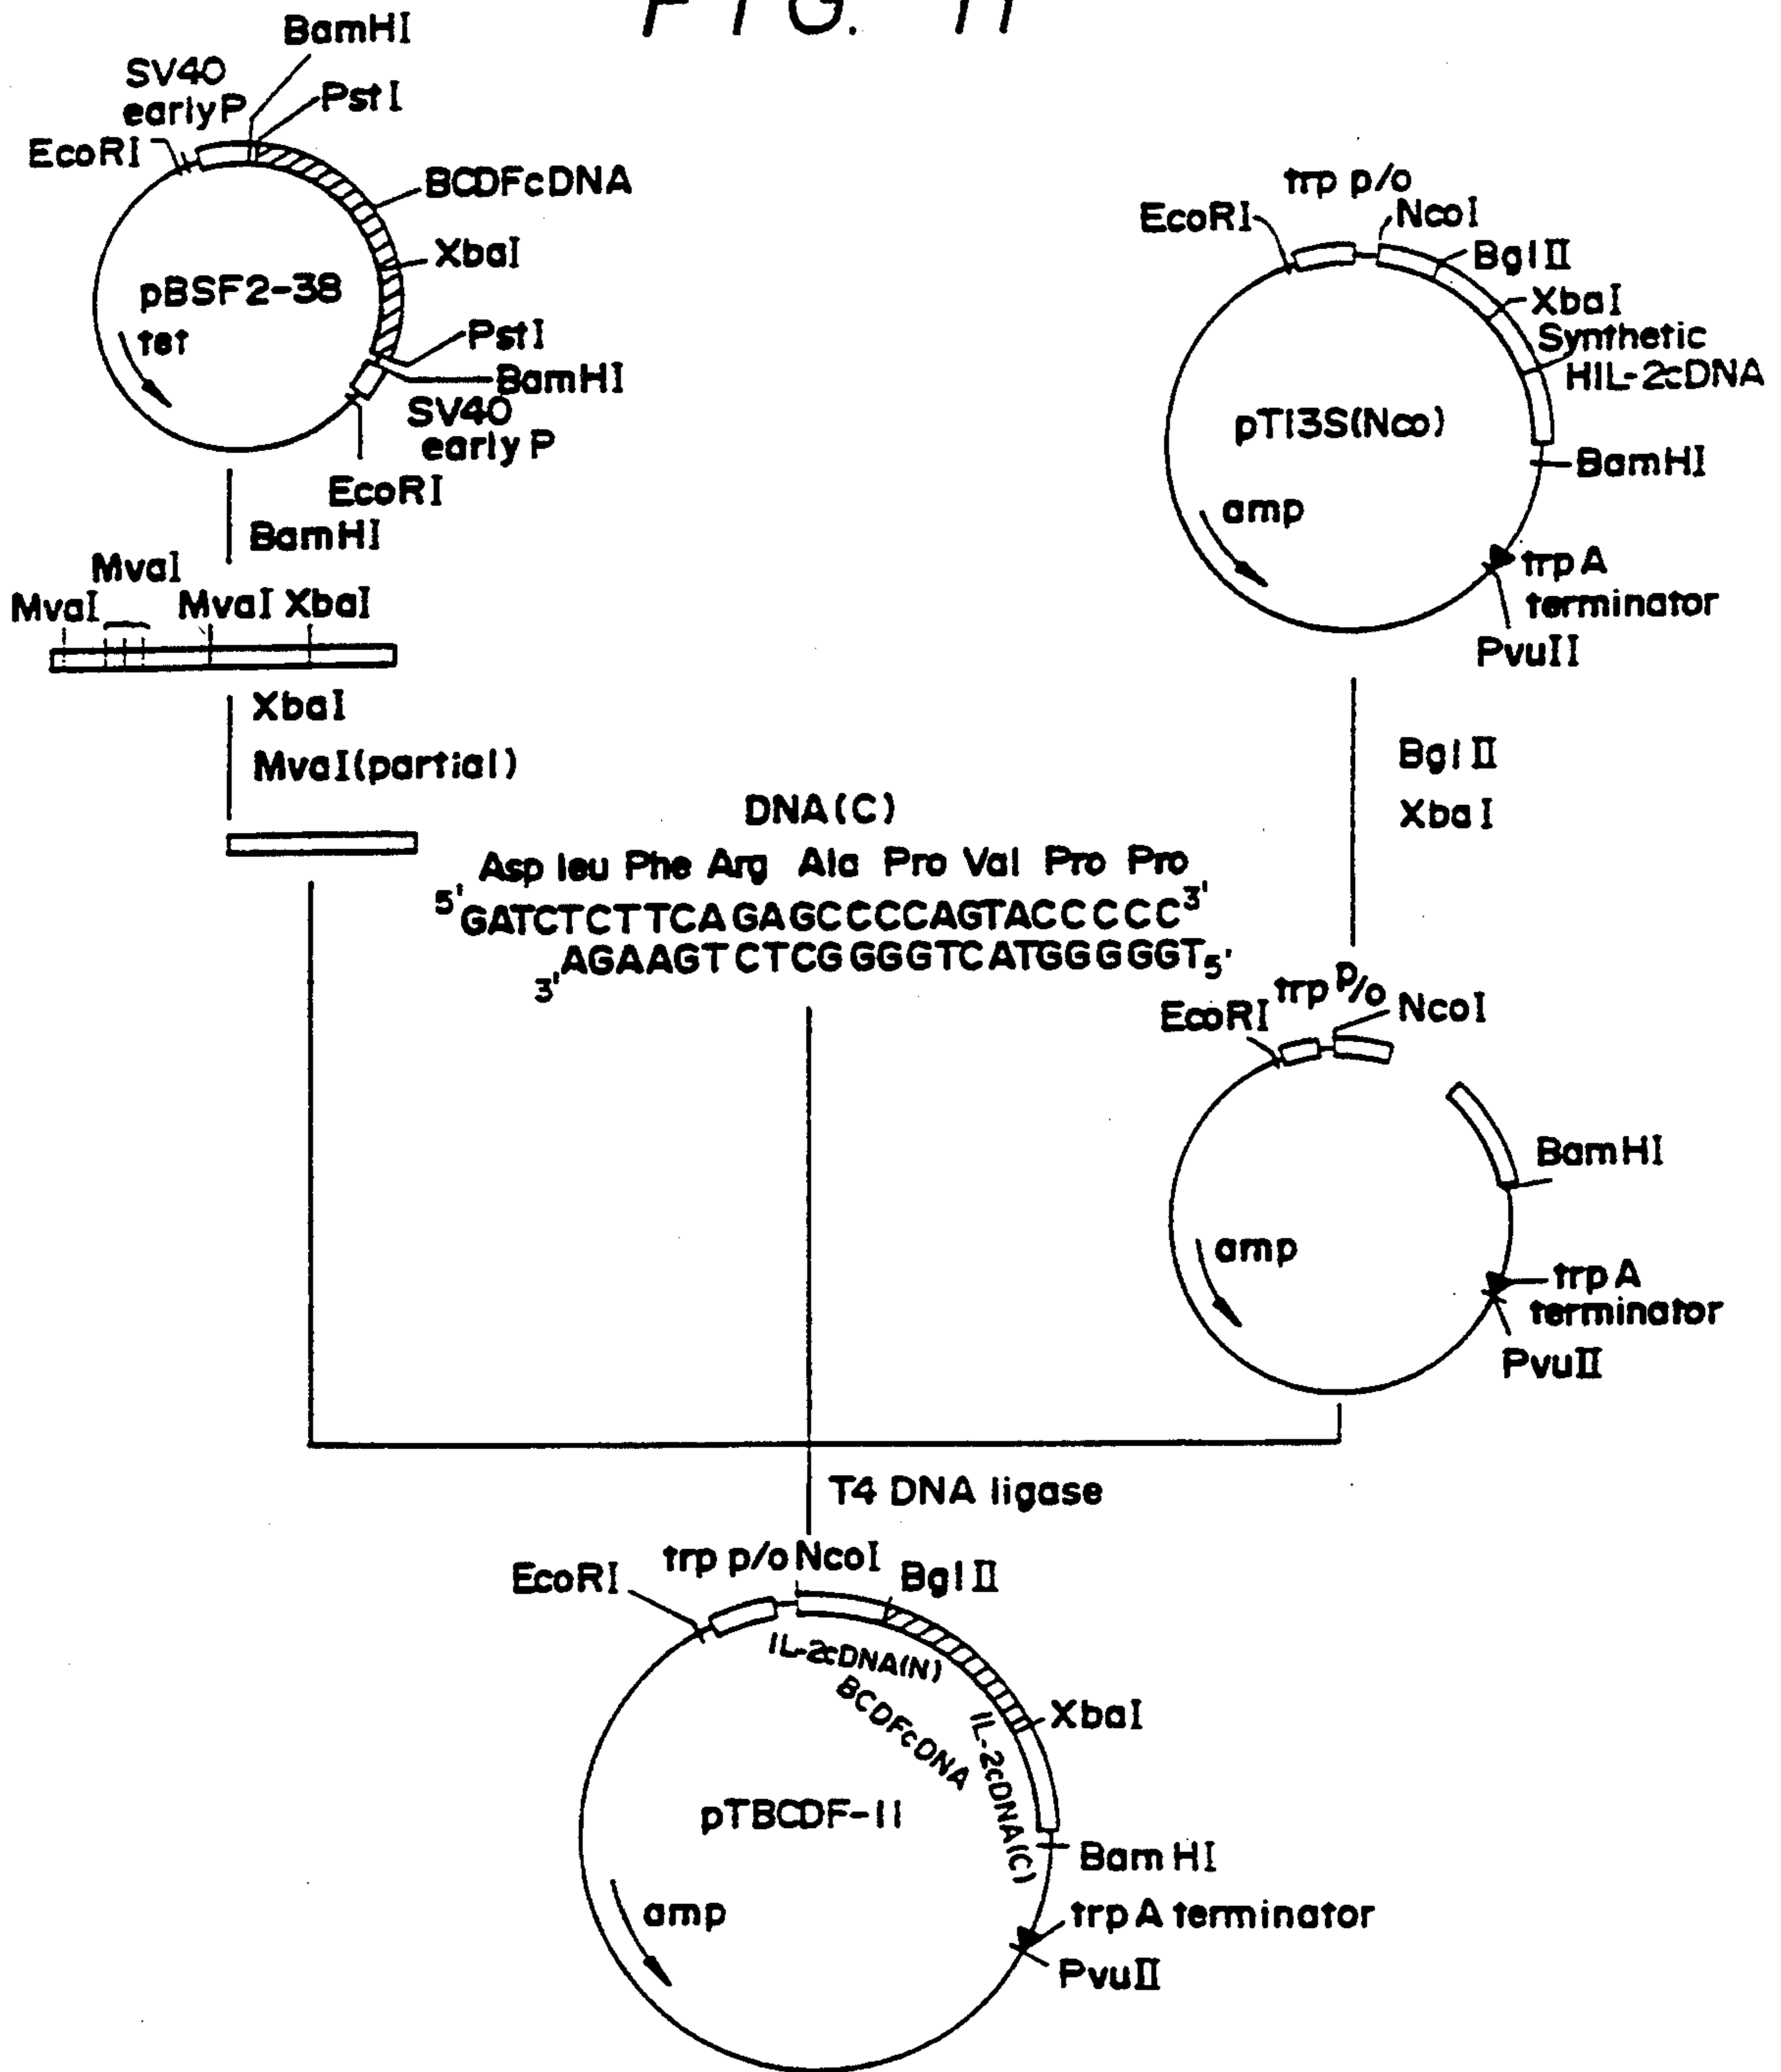 FIG. 11
BamHI
SV40
early P
PstI
EcoRI
BCDFcDNA
XbaI
pBSF2-38
tet
PstI
BamHI
SV40
early P
EcoRI
BamHI
MvaI
MvaI
MvaI
XbaI
XbaI
MvaI(partial)
trp p/o
EcoRI
NcoI
BglII
XbaI
Synthetic
HIL-2cDNA
pT13S(Nco)
BamHI
amp
trpA
terminator
PvuII
BglII
XbaI
DNA(C)
Asp leu Phe Arg Ala Pro Val Pro Pro
5' GATCTCTTCAGAGCCCCAGTACCCCC 3'
3' AGAAGTCTCGGGGTCATGGGGGT 5'
trp p/o
EcoRI
NcoI
BamHI
amp
trpA
terminator
PvuII
T4 DNA ligase
trp p/o
NcoI
EcoRI
BglII
IL-2cDNA(N)
BCDFcDNA
IL-2cDNA(C)
XbaI
pTBCDF-11
BamHI
amp
trpA terminator
PvuII